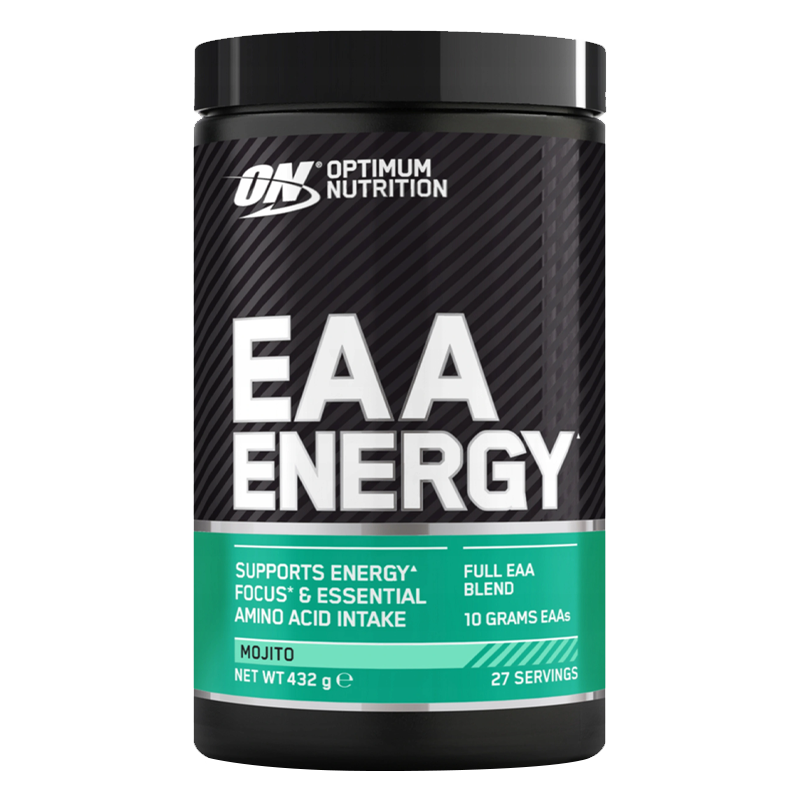 ON® OPTIMUM
NUTRITION
EAA
ENERGY▲
SUPPORTS ENERGY▲
FOCUS* & ESSENTIAL
AMINO ACID INTAKE
FULL EAA
BLEND
10 GRAMS EAAs
MOJITO
NET WT 432 g ℮
27 SERVINGS